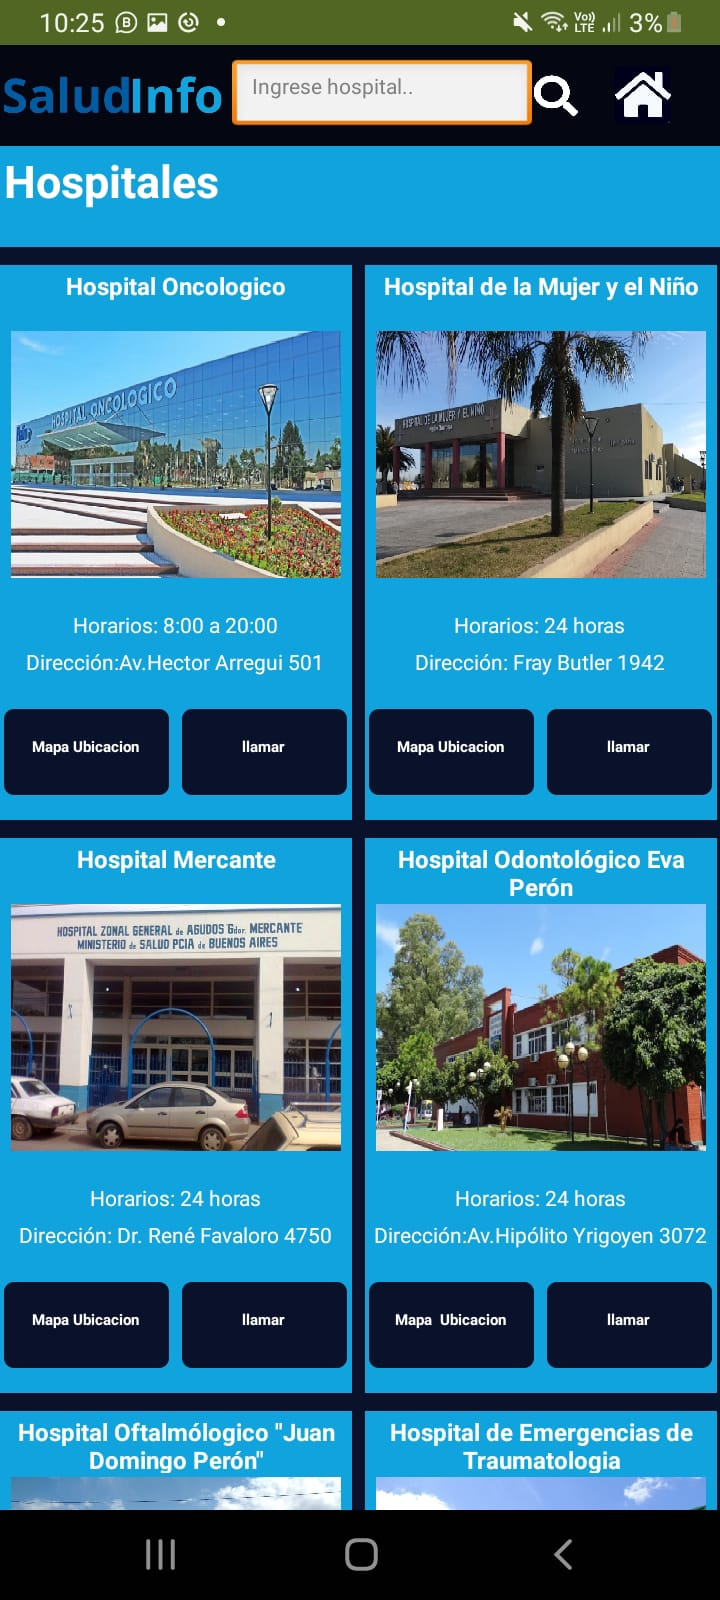 10:25
Vo))
LTE
3%
SaludInfo
Ingrese hospital..
Hospitales
Hospital Oncologico
HOSPITAL ONCOLOGICO
Horarios: 8:00 a 20:00
Dirección:Av.Hector Arregui 501
Mapa Ubicacion
llamar
Hospital de la Mujer y el Niño
HOSPITAL DE LA MUJER Y EL NIÑO
Horarios: 24 horas
Dirección: Fray Butler 1942
Mapa Ubicacion
llamar
Hospital Mercante
HOSPITAL ZONAL GENERAL de AGUDOS Gdor. MERCANTE
MINISTERIO de SALUD PCIA de BUENOS AIRES
Horarios: 24 horas
Dirección: Dr. René Favaloro 4750
Mapa Ubicacion
llamar
Hospital Odontológico Eva
Perón
Horarios: 24 horas
Dirección:Av.Hipólito Yrigoyen 3072
Mapa  Ubicacion
llamar
Hospital Oftalmólogico "Juan
Domingo Perón"
Hospital de Emergencias de
Traumatologia